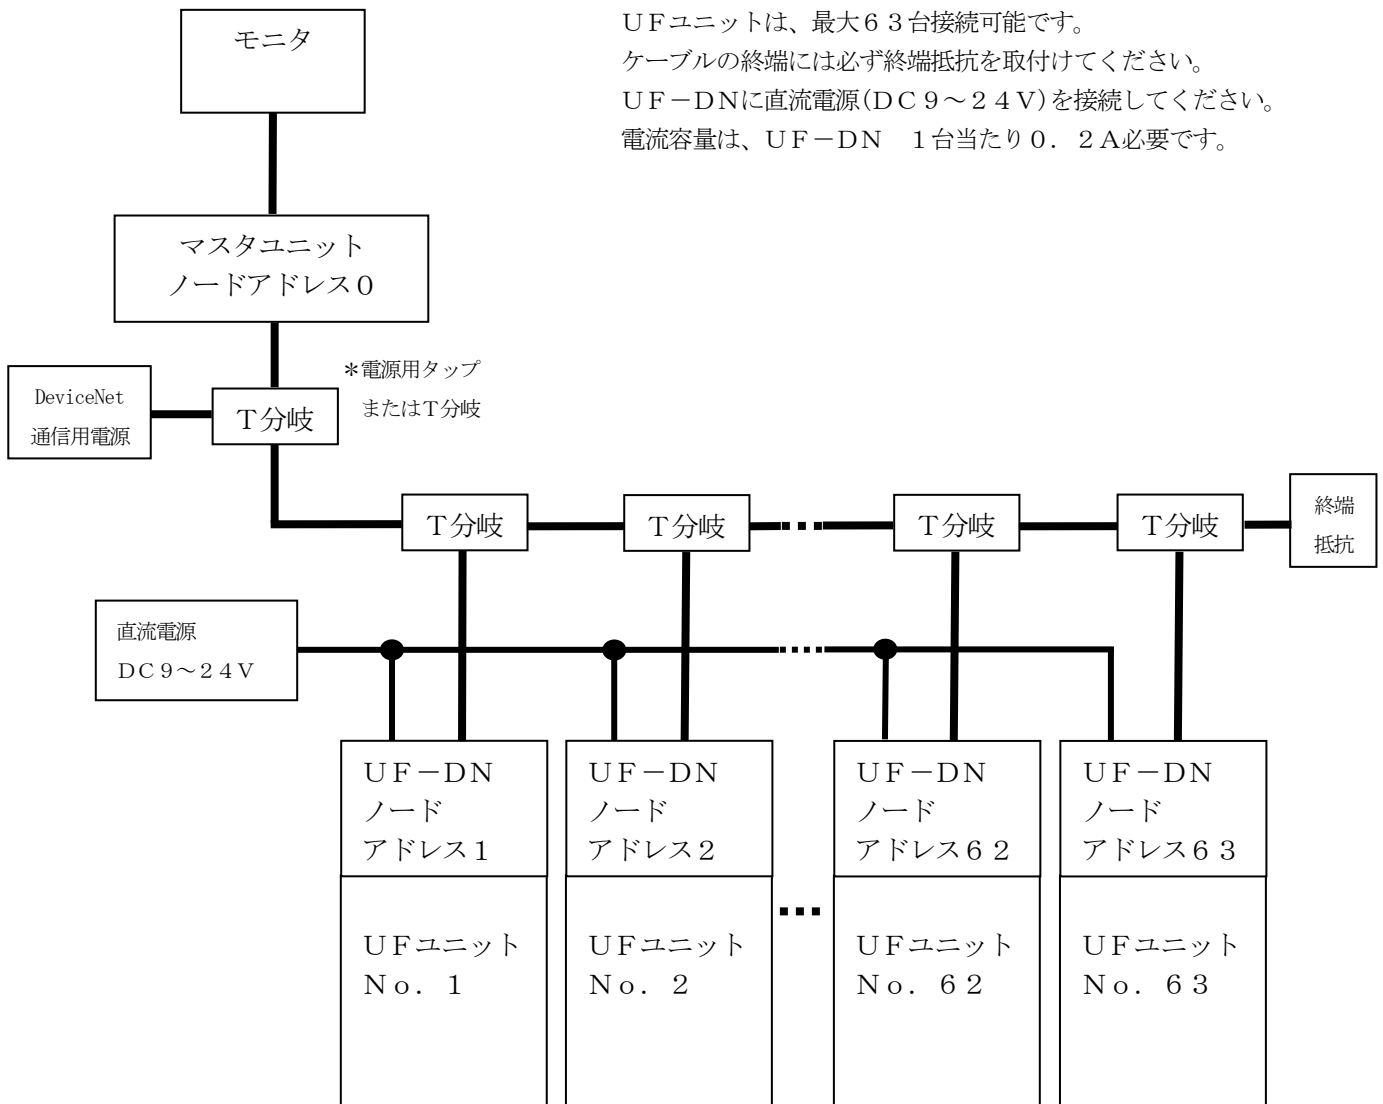 モニタ
UFユニットは、最大63台接続可能です。
ケーブルの終端には必ず終端抵抗を取付けてください。
UF-DNに直流電源(DC9~24V)を接続してください。
電流容量は、UF-DN 1台当たり0.2A必要です。
マスタユニット
ノードアドレス0
DeviceNet
通信用電源
T分岐
*電源用タップ
またはT分岐
T分岐
T分岐
T分岐
T分岐
終端
抵抗
直流電源
DC9~24V
UF-DN
ノード
アドレス1
UF-DN
ノード
アドレス2
UF-DN
ノード
アドレス62
UF-DN
ノード
アドレス63
UFユニット
No.1
UFユニット
No.2
UFユニット
No.62
UFユニット
No.63